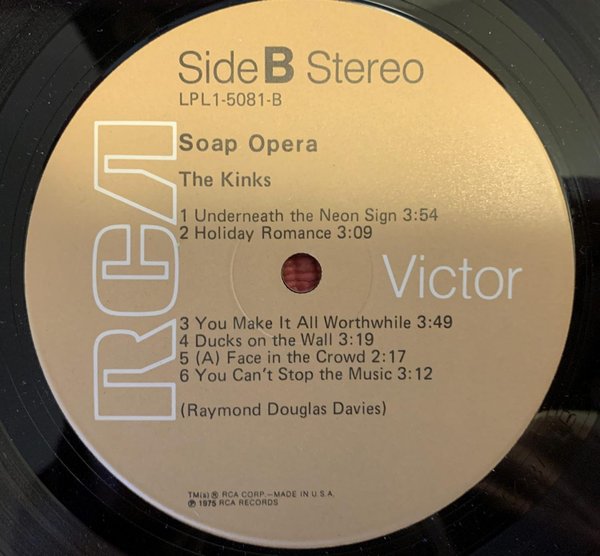 Side B Stereo
LPL1-5081-B
Soap Opera
The Kinks
1 Underneath the Neon Sign 3:54
2 Holiday Romance 3:09
RCA
Victor
3 You Make It All Worthwhile 3:49
4 Ducks on the Wall 3:19
5 (A) Face in the Crowd 2:17
6 You Can't Stop the Music 3:12
(Raymond Douglas Davies)
TM(s) ® RCA CORP.—MADE IN U.S.A.
℗ 1975 RCA RECORDS